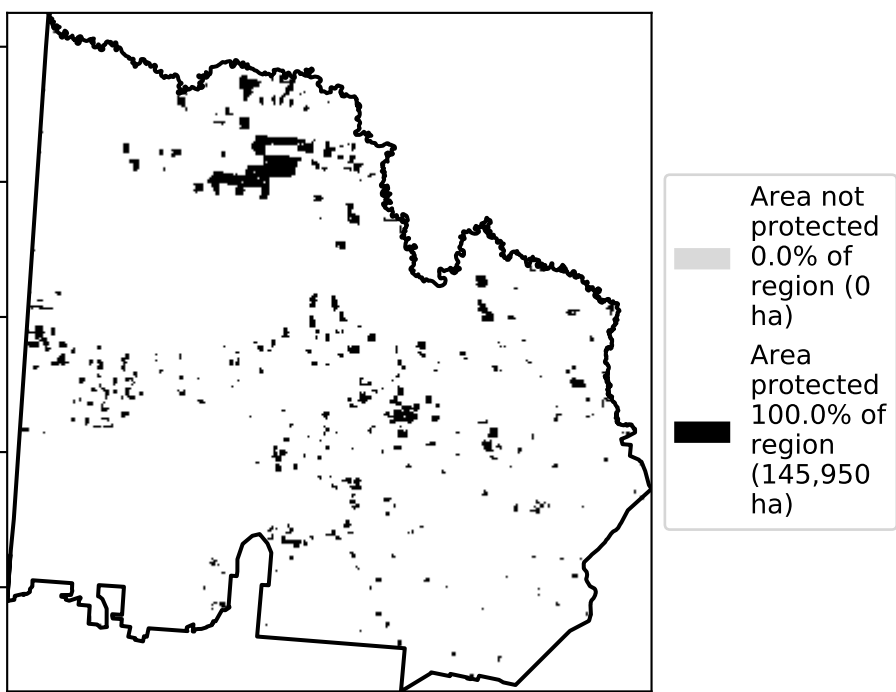 Area not
protected
0.0% of
region (0
ha)
Area
protected
100.0% of
region
(145,950
ha)